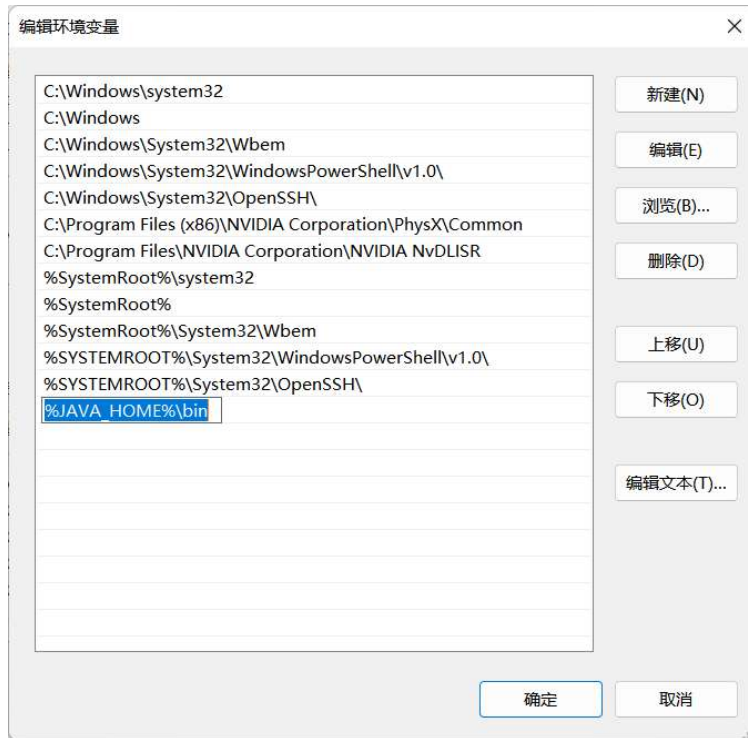 编辑环境变量
C:\Windows\system32
C:\Windows
C:\Windows\System32\Wbem
C:\Windows\System32\WindowsPowerShell\v1.0\
C:\Windows\System32\OpenSSH\
C:\Program Files (x86)\NVIDIA Corporation\PhysX\Common
C:\Program Files\NVIDIA Corporation\NVIDIA NvDLISR
%SystemRoot%\system32
%SystemRoot%
%SystemRoot%\System32\Wbem
%SYSTEMROOT%\System32\WindowsPowerShell\v1.0\
%SYSTEMROOT%\System32\OpenSSH\
%JAVA_HOME%\bin
新建(N)
编辑(E)
浏览(B)...
删除(D)
上移(U)
下移(O)
编辑文本(T)...
确定
取消